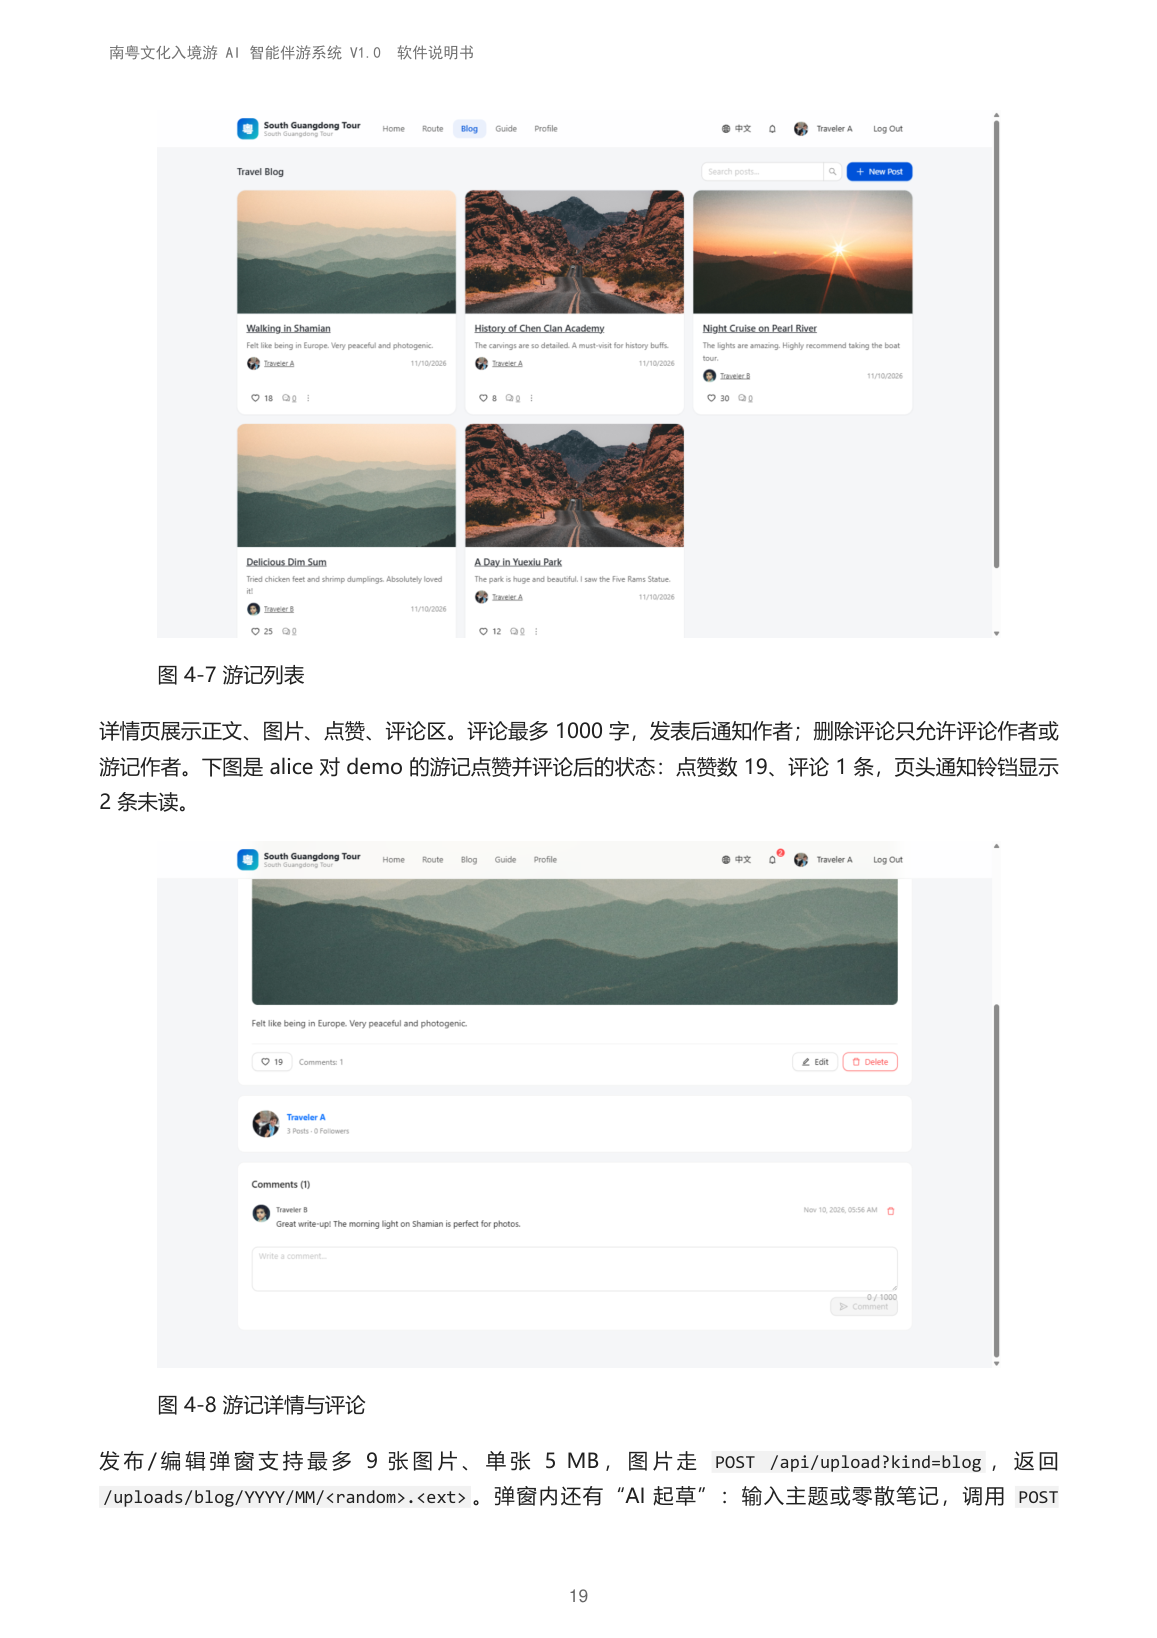 南粤文化入境游 AI 智能伴游系统 V1.0 软件说明书
South Guangdong Tour
South Guangdong Tour
Home Route Blog Guide Profile 中文 Traveler A Log Out
Travel Blog Search posts... + New Post
Walking in Shamian
Felt like being in Europe. Very peaceful and photogenic.
Traveler A 11/10/2026
18 0
History of Chen Clan Academy
The carvings are so detailed. A must-visit for history buffs.
Traveler A 11/10/2026
8 0
Night Cruise on Pearl River
The lights are amazing. Highly recommend taking the boat
tour.
Traveler B 11/10/2026
30 0
Delicious Dim Sum
Tried chicken feet and shrimp dumplings. Absolutely loved
it!
Traveler B 11/10/2026
25 0
A Day in Yuexiu Park
The park is huge and beautiful. I saw the Five Rams Statue.
Traveler A 11/10/2026
12 0
图 4-7 游记列表
详情页展示正文、图片、点赞、评论区。评论最多 1000 字，发表后通知作者；删除评论只允许评论作者或
游记作者。下图是 alice 对 demo 的游记点赞并评论后的状态：点赞数 19、评论 1 条，页头通知铃铛显示
2 条未读。
South Guangdong Tour
South Guangdong Tour
Home Route Blog Guide Profile 中文 2 Traveler A Log Out
Felt like being in Europe. Very peaceful and photogenic.
19 Comments: 1 Edit Delete
Traveler A
3 Posts · 0 Followers
Comments (1)
Traveler B Nov 10, 2026, 05:56 AM
Great write-up! The morning light on Shamian is perfect for photos.
Write a comment...
0 / 1000
Comment
图 4-8 游记详情与评论
发布/编辑弹窗支持最多 9 张图片、单张 5 MB，图片走 POST /api/upload?kind=blog，返回
/uploads/blog/YYYY/MM/<random>.<ext>。弹窗内还有“AI 起草”：输入主题或零散笔记，调用 POST
19